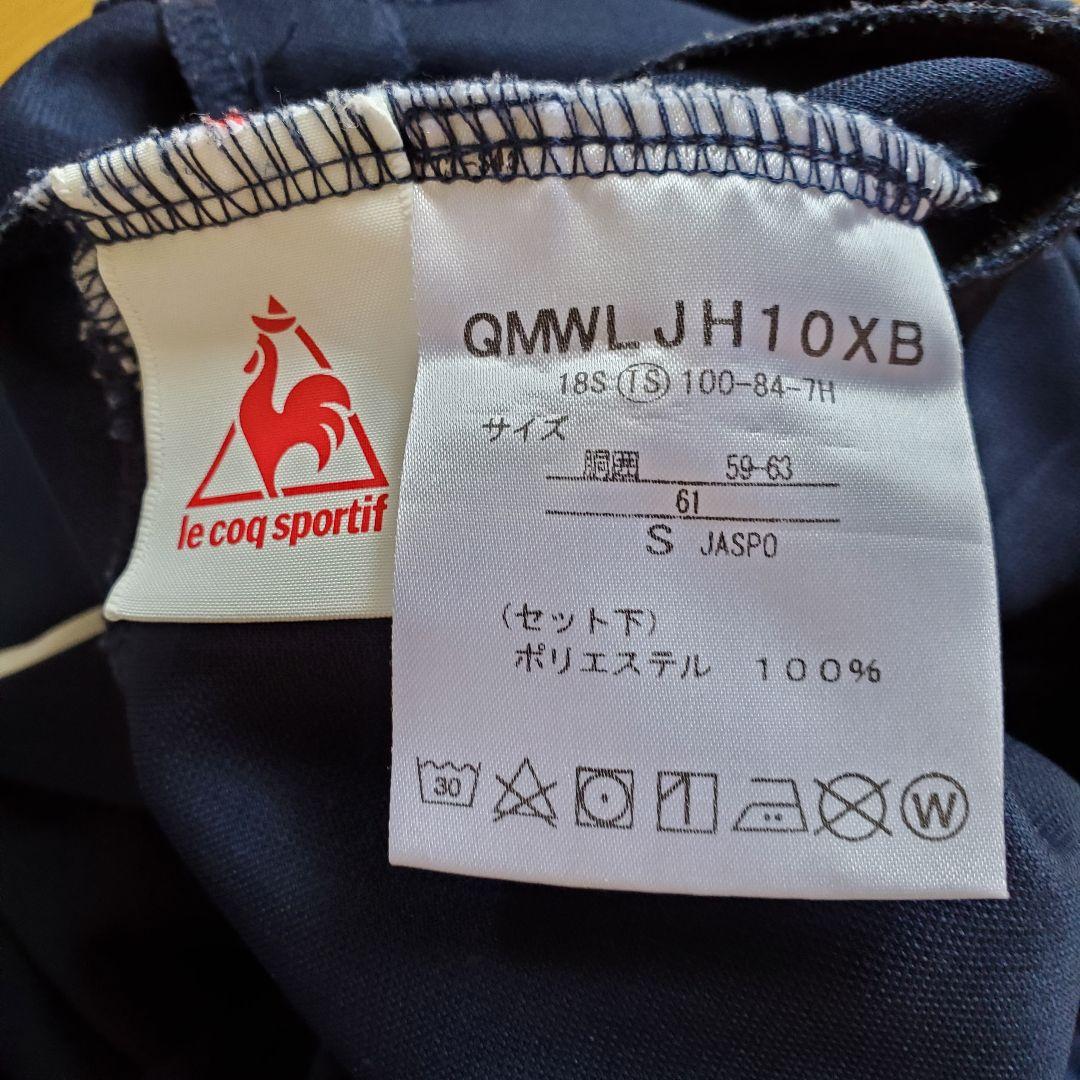 le coq sportif
QMWLJH10XB
18S IS 100-84-7H
サイズ
胴囲 59-63
61
S JASPO
(セット下)
ポリエステル 100%
30
W